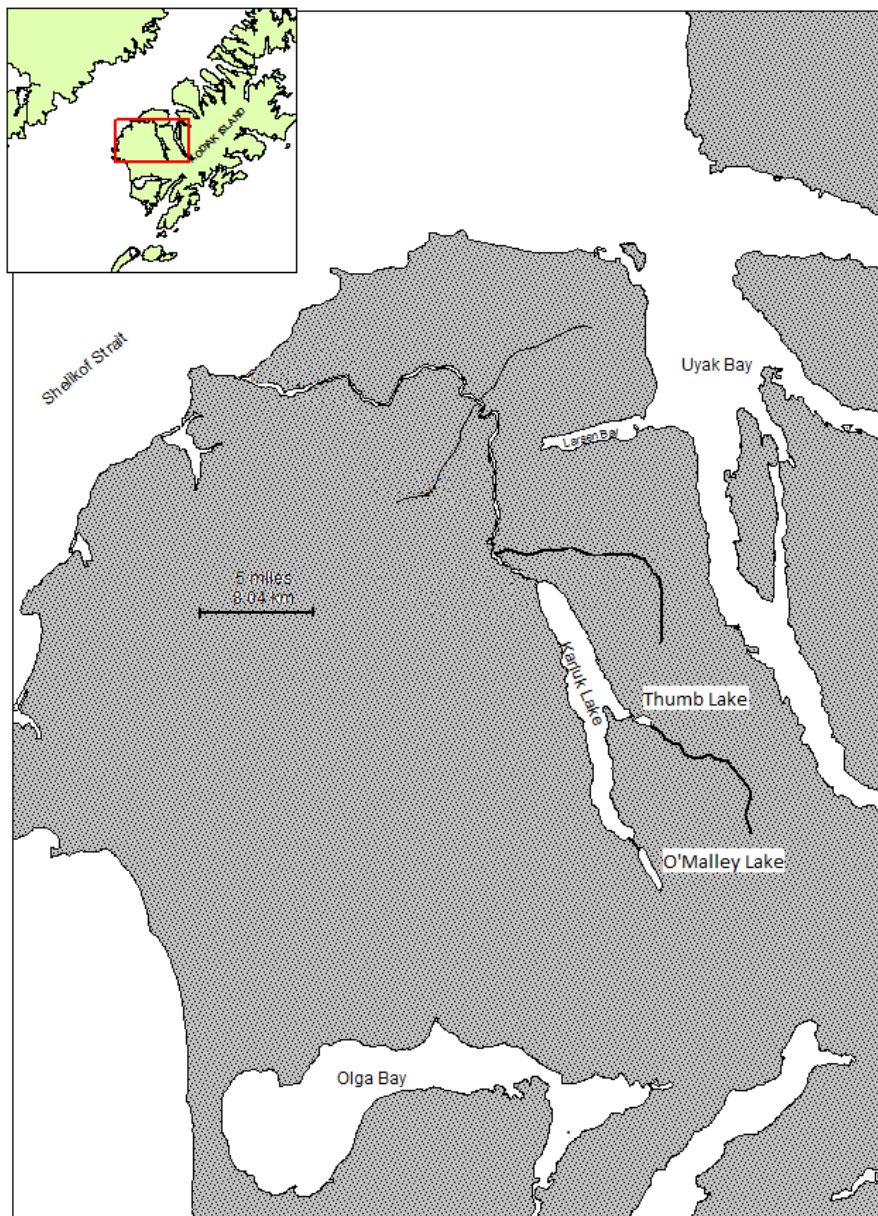 KODIAK ISLAND
Shelikof Strait
Uyak Bay
Larsen Bay
5 miles
8.04 km
Karluk Lake
Thumb Lake
O'Malley Lake
Olga Bay